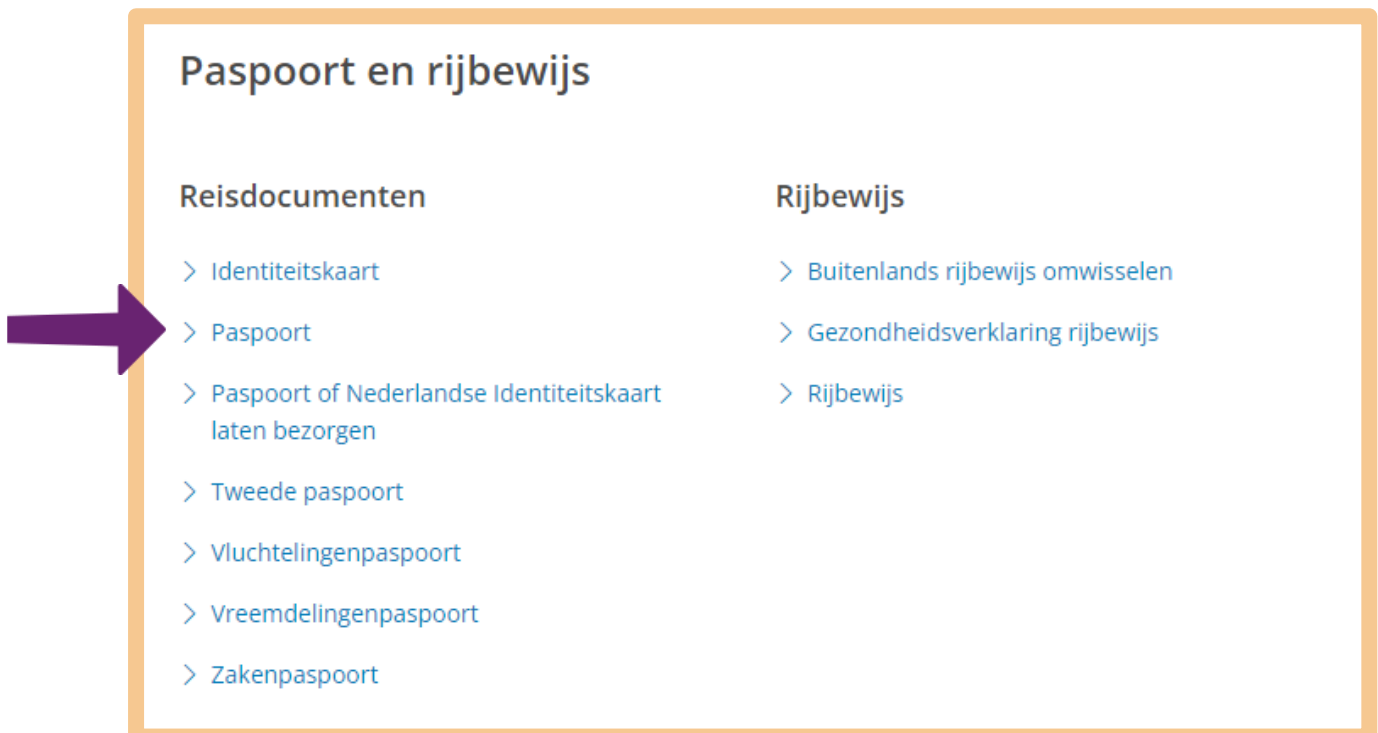 Paspoort en rijbewijs
Reisdocumenten
Identiteitskaart
Paspoort
Paspoort of Nederlandse Identiteitskaart
laten bezorgen
Tweede paspoort
Vluchtelingenpaspoort
Vreemdelingenpaspoort
Zakenpaspoort
Rijbewijs
Buitenlands rijbewijs omwisselen
Gezondheidsverklaring rijbewijs
Rijbewijs